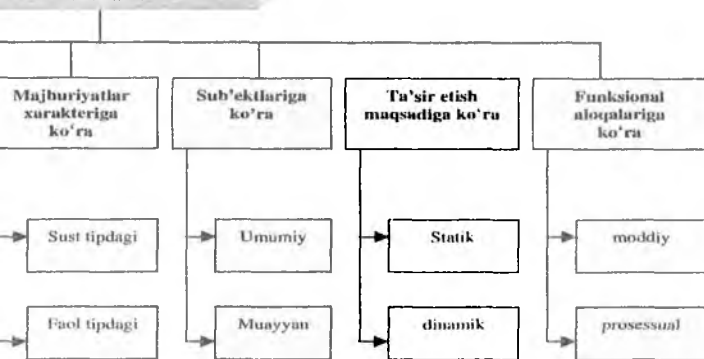 Majburiyatlar
xarakteriga
ko'ra
Sub'ektlariga
ko'ra
Ta'sir etish
maqsadiga ko'ra
Funksional
aloqalariga
ko'ra
Sust tipdagi
Umumiy
Statik
moddiy
Faol tipdagi
Muayyan
dinamik
prosessual